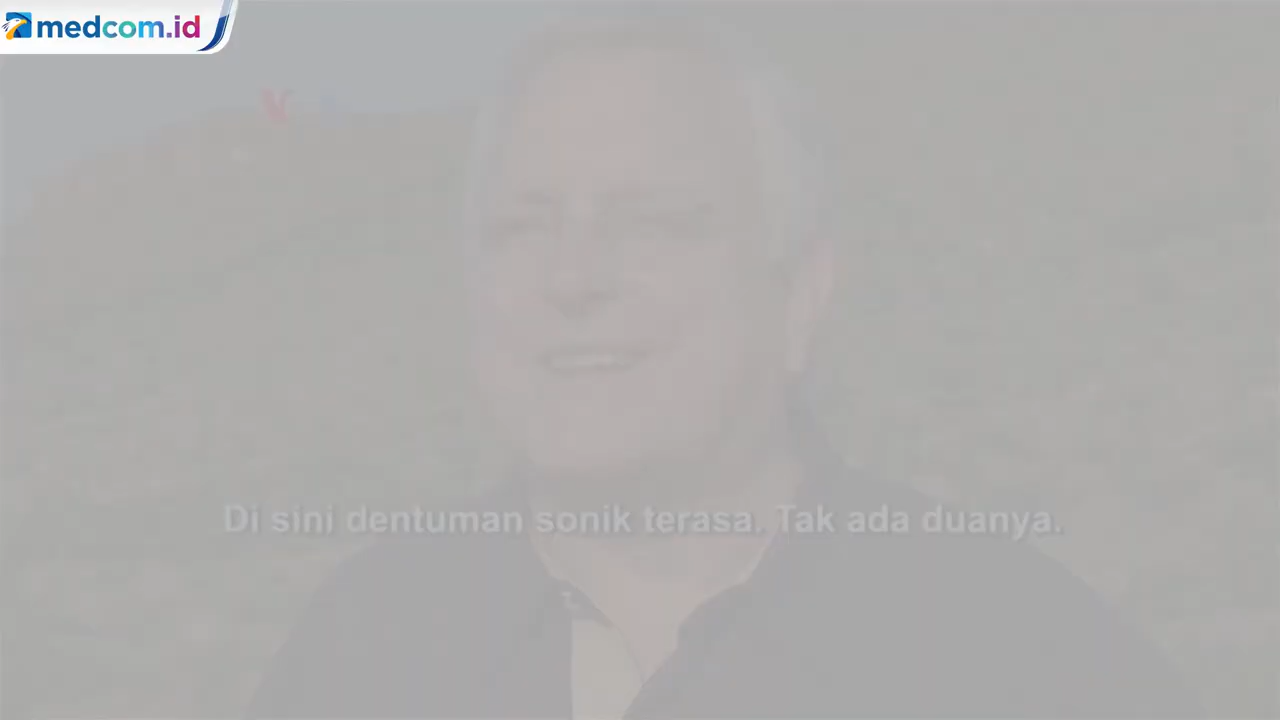 medcom.id
Di sini dentuman sonik terasa. Tak ada duanya.